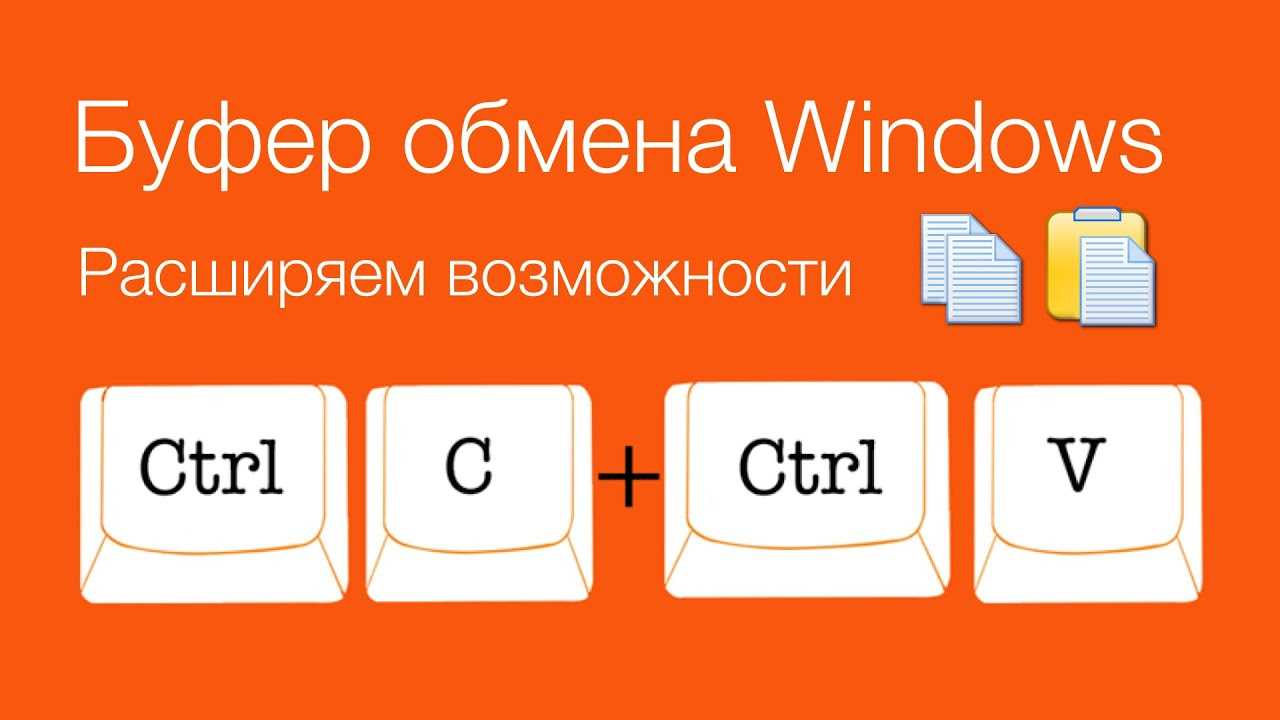 Буфер обмена Windows
Расширяем возможности
Ctrl C + Ctrl V